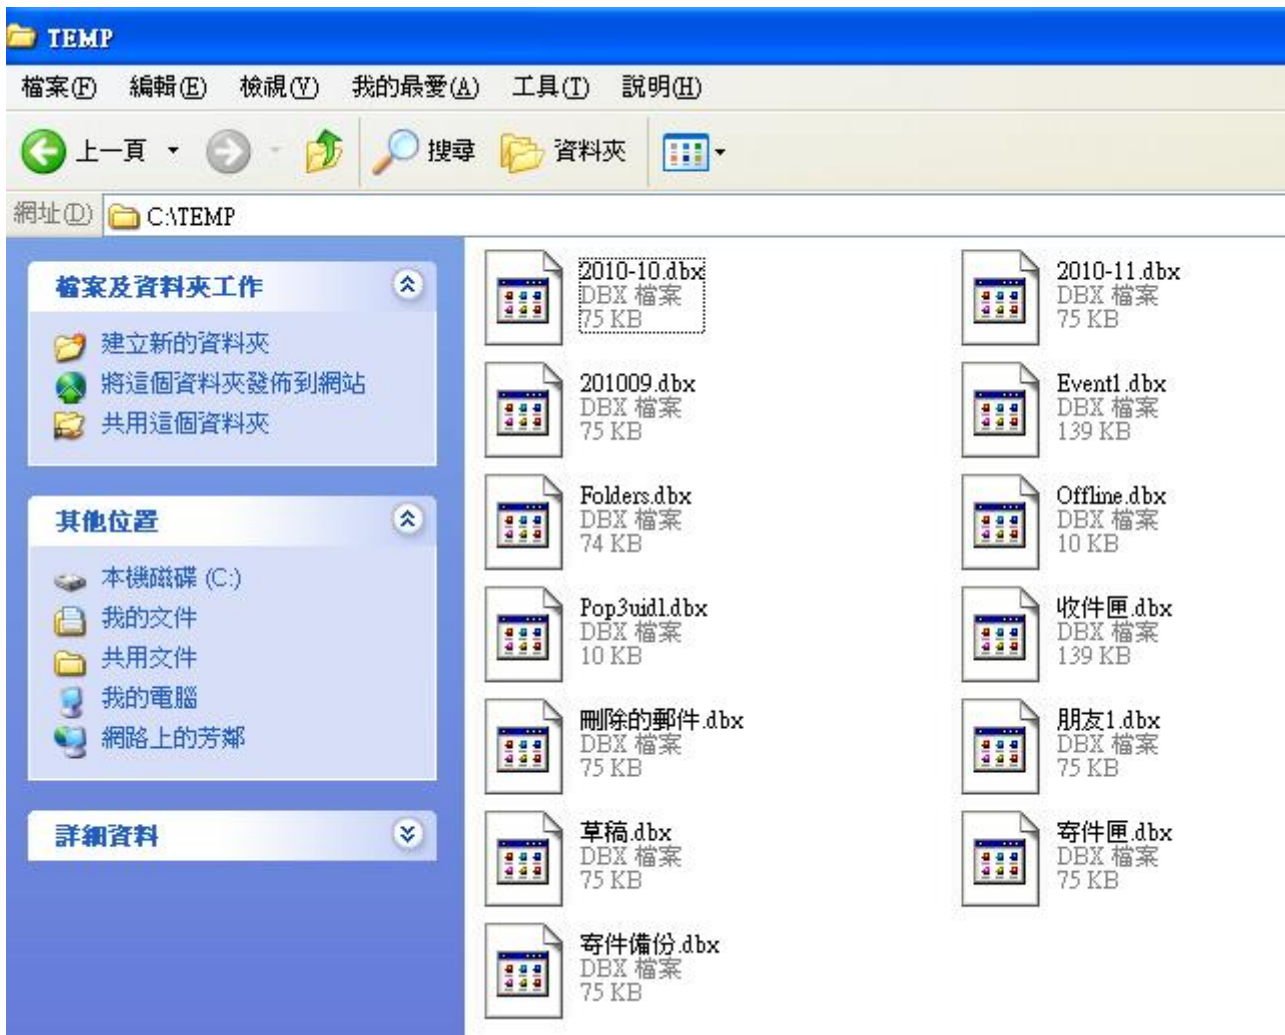 TEMP
檔案(F) 編輯(E) 檢視(V) 我的最愛(A) 工具(T) 說明(H)
上一頁 搜尋 資料夾
網址(D) C:\TEMP
檔案及資料夾工作
建立新的資料夾
將這個資料夾發佈到網站
共用這個資料夾
其他位置
本機磁碟 (C:)
我的文件
共用文件
我的電腦
網路上的芳鄰
詳細資料
2010-10.dbx
DBX 檔案
75 KB
2010-11.dbx
DBX 檔案
75 KB
201009.dbx
DBX 檔案
75 KB
Event1.dbx
DBX 檔案
139 KB
Folders.dbx
DBX 檔案
74 KB
Offline.dbx
DBX 檔案
10 KB
Pop3uidl.dbx
DBX 檔案
10 KB
收件匣.dbx
DBX 檔案
139 KB
刪除的郵件.dbx
DBX 檔案
75 KB
朋友1.dbx
DBX 檔案
75 KB
草稿.dbx
DBX 檔案
75 KB
寄件匣.dbx
DBX 檔案
75 KB
寄件備份.dbx
DBX 檔案
75 KB